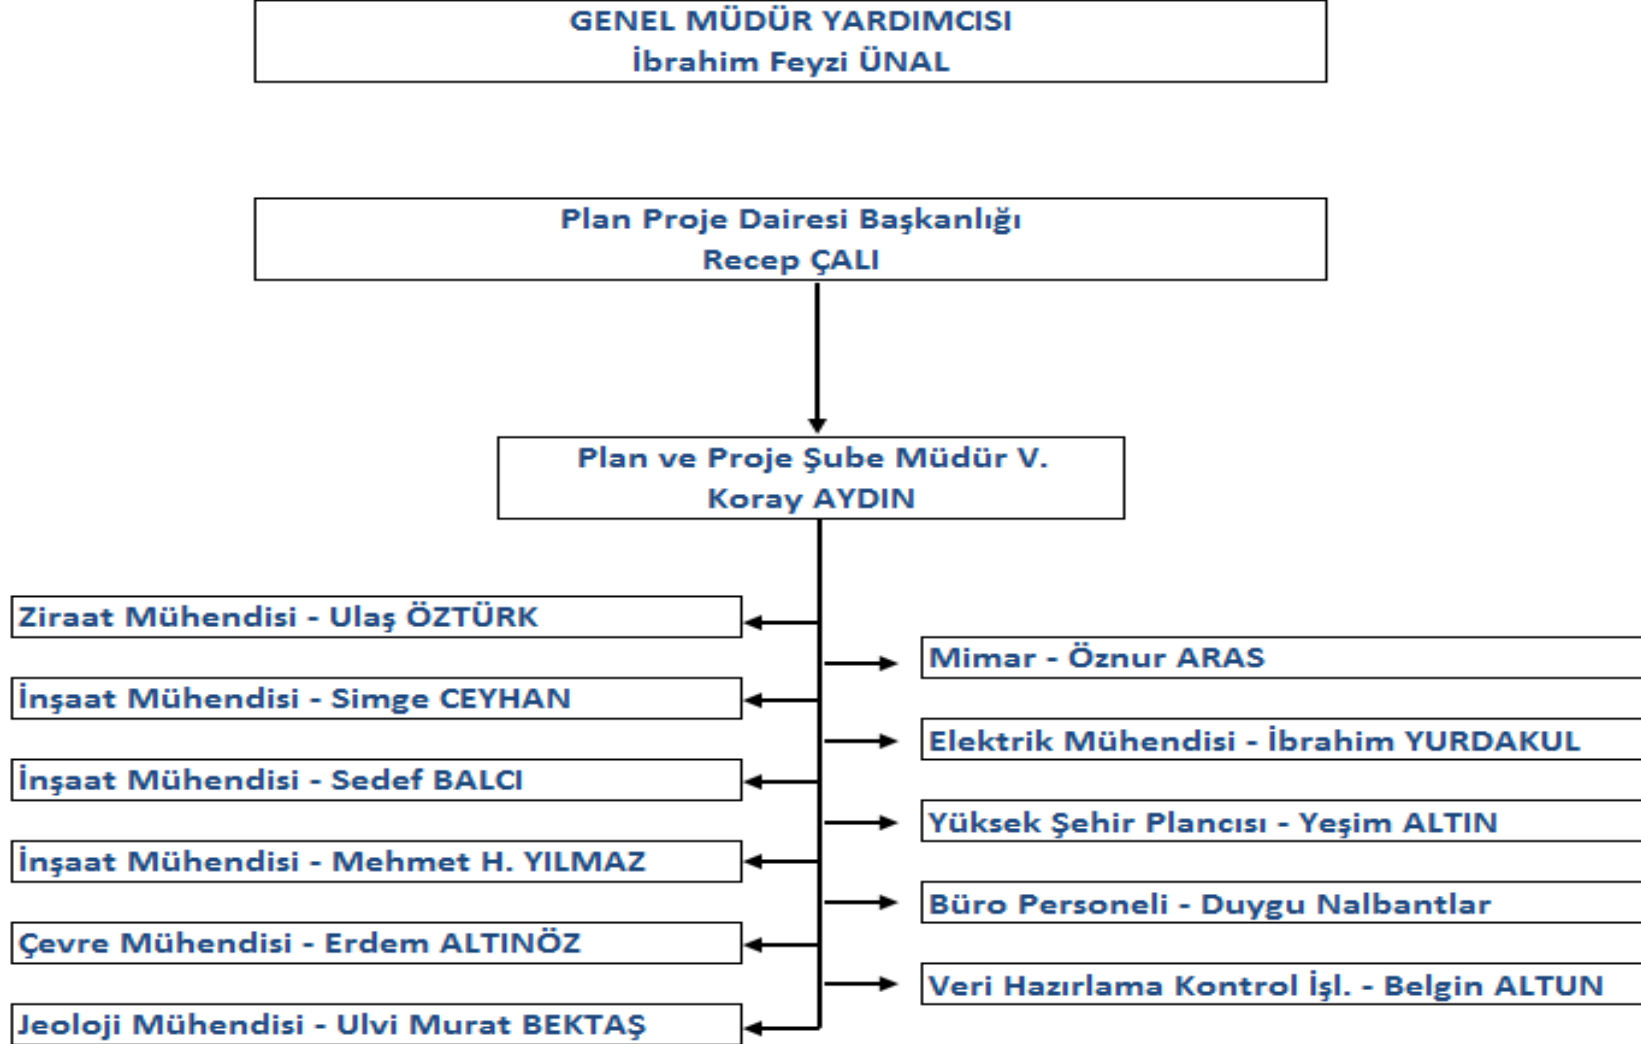 GENEL MÜDÜR YARDIMCISI
İbrahim Feyzi ÜNAL
Plan Proje Dairesi Başkanlığı
Recep ÇALI
Plan ve Proje Şube Müdür V.
Koray AYDIN
Ziraat Mühendisi - Ulaş ÖZTÜRK
İnşaat Mühendisi - Simge CEYHAN
İnşaat Mühendisi - Sedef BALCI
İnşaat Mühendisi - Mehmet H. YILMAZ
Çevre Mühendisi - Erdem ALTINÖZ
Jeoloji Mühendisi - Ulvi Murat BEKTAŞ
Mimar - Öznur ARAS
Elektrik Mühendisi - İbrahim YURDAKUL
Yüksek Şehir Plancısı - Yeşim ALTIN
Büro Personeli - Duygu Nalbantlar
Veri Hazırlama Kontrol İşl. - Belgin ALTUN